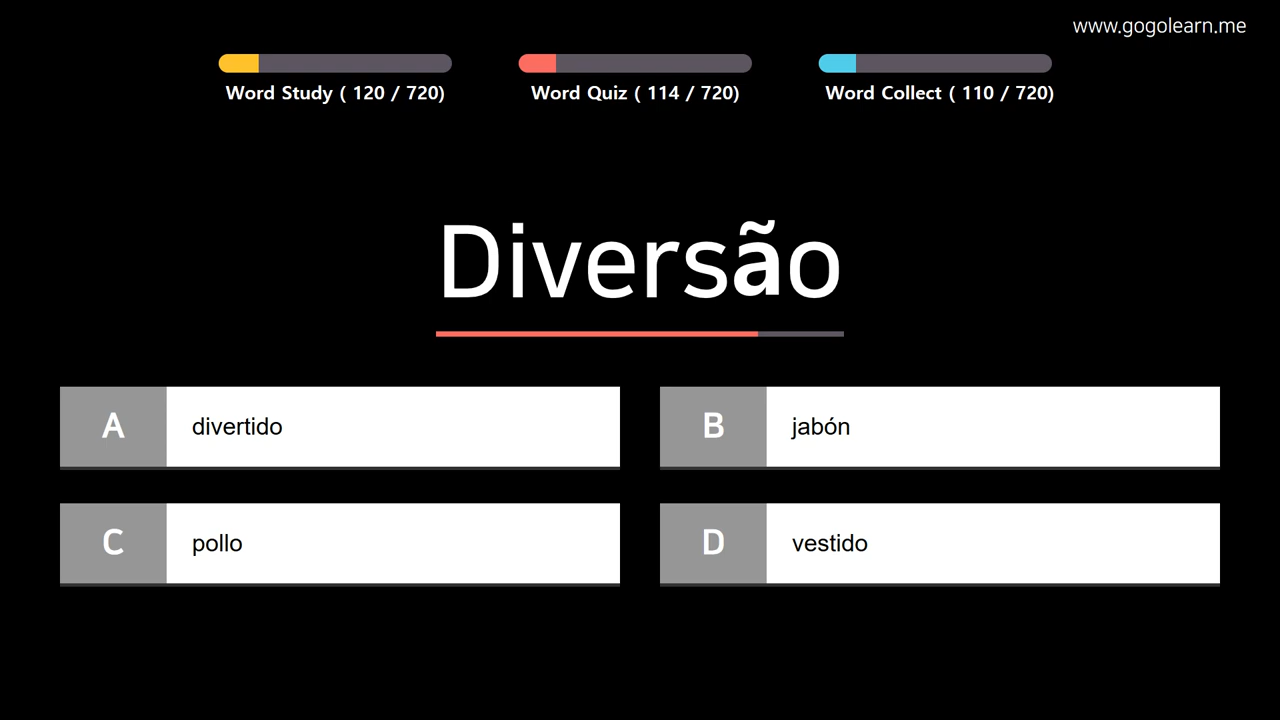 www.gogolearn.me
Word Study ( 120 / 720)
Word Quiz ( 114 / 720)
Word Collect ( 110 / 720)
Diversão
A divertido
B jabón
C pollo
D vestido